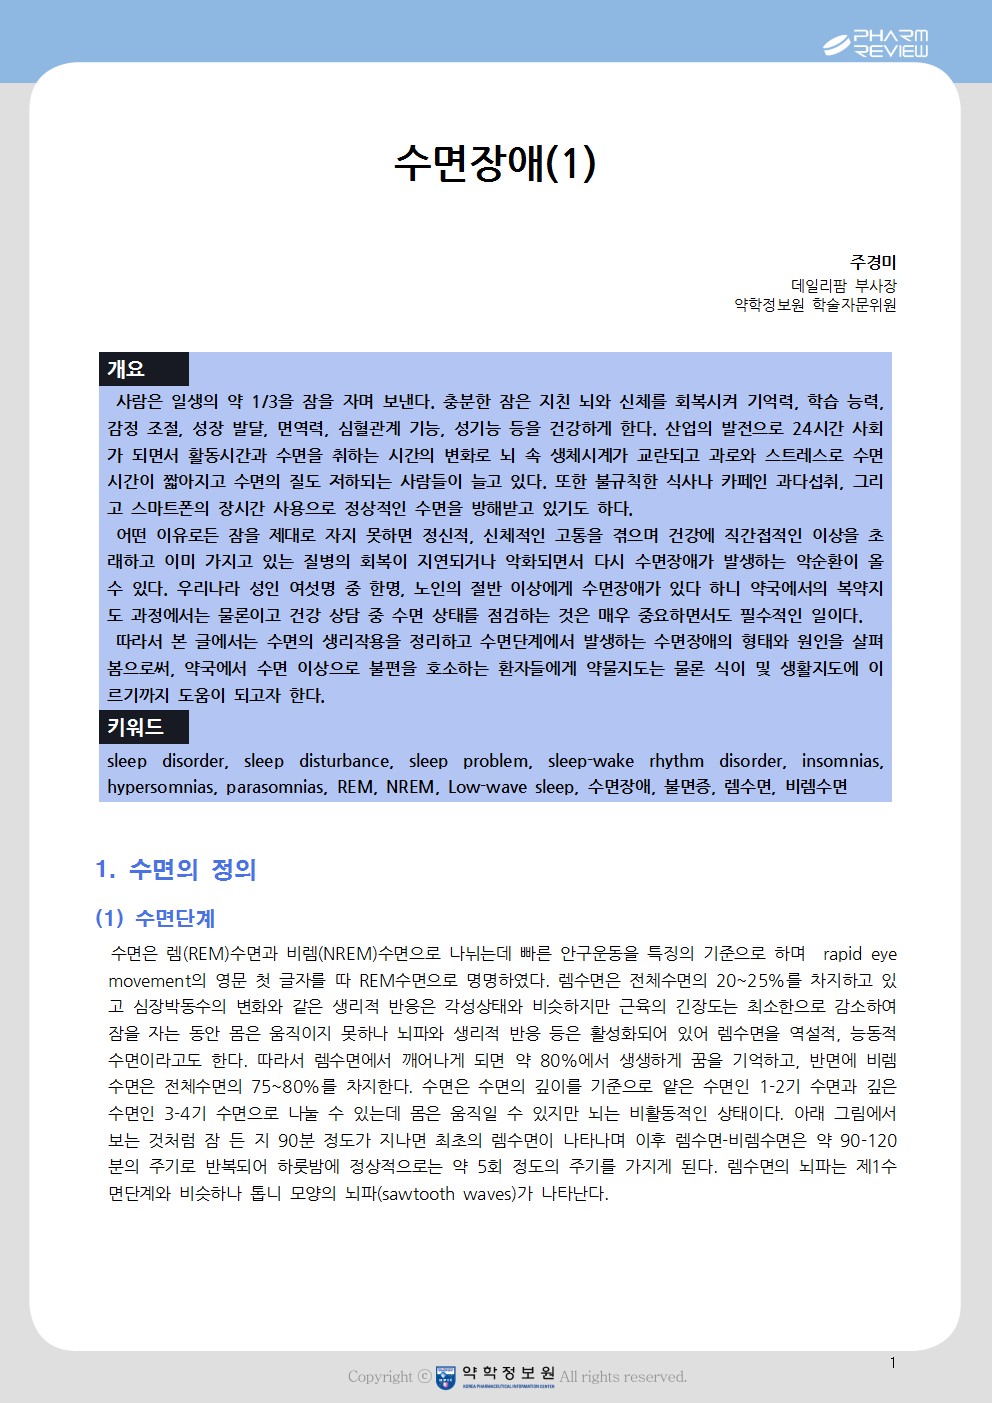 PHARM
REVIEW
수면장애(1)
주경미
데일리팜 부사장
약학정보원 학술자문위원
개요
사람은 일생의 약 1/3을 잠을 자며 보낸다. 충분한 잠은 지친 뇌와 신체를 회복시켜 기억력, 학습 능력,
감정 조절, 성장 발달, 면역력, 심혈관계 기능, 성기능 등을 건강하게 한다. 산업의 발전으로 24시간 사회
가 되면서 활동시간과 수면을 취하는 시간의 변화로 뇌 속 생체시계가 교란되고 과로와 스트레스로 수면
시간이 짧아지고 수면의 질도 저하되는 사람들이 늘고 있다. 또한 불규칙한 식사나 카페인 과다섭취, 그리
고 스마트폰의 장시간 사용으로 정상적인 수면을 방해받고 있기도 하다.
어떤 이유로든 잠을 제대로 자지 못하면 정신적, 신체적인 고통을 겪으며 건강에 직간접적인 이상을 초
래하고 이미 가지고 있는 질병의 회복이 지연되거나 악화되면서 다시 수면장애가 발생하는 악순환이 올
수 있다. 우리나라 성인 여섯명 중 한명, 노인의 절반 이상에게 수면장애가 있다 하니 약국에서의 복약지
도 과정에서는 물론이고 건강 상담 중 수면 상태를 점검하는 것은 매우 중요하면서도 필수적인 일이다.
따라서 본 글에서는 수면의 생리작용을 정리하고 수면단계에서 발생하는 수면장애의 형태와 원인을 살펴
봄으로써, 약국에서 수면 이상으로 불편을 호소하는 환자들에게 약물지도는 물론 식이 및 생활지도에 이
르기까지 도움이 되고자 한다.
키워드
sleep disorder, sleep disturbance, sleep problem, sleep-wake rhythm disorder, insomnias,
hypersomnias, parasomnias, REM, NREM, Low-wave sleep, 수면장애, 불면증, 렘수면, 비렘수면
1. 수면의 정의
(1) 수면단계
수면은 렘(REM)수면과 비렘(NREM)수면으로 나뉘는데 빠른 안구운동을 특징의 기준으로 하며 rapid eye
movement의 영문 첫 글자를 따 REM수면으로 명명하였다. 렘수면은 전체수면의 20~25%를 차지하고 있
고 심장박동수의 변화와 같은 생리적 반응은 각성상태와 비슷하지만 근육의 긴장도는 최소한으로 감소하여
잠을 자는 동안 몸은 움직이지 못하나 뇌파와 생리적 반응 등은 활성화되어 있어 렘수면을 역설적, 능동적
수면이라고도 한다. 따라서 렘수면에서 깨어나게 되면 약 80%에서 생생하게 꿈을 기억하고, 반면에 비렘
수면은 전체수면의 75~80%를 차지한다. 수면은 수면의 깊이를 기준으로 얕은 수면인 1-2기 수면과 깊은
수면인 3-4기 수면으로 나눌 수 있는데 몸은 움직일 수 있지만 뇌는 비활동적인 상태이다. 아래 그림에서
보는 것처럼 잠 든 지 90분 정도가 지나면 최초의 렘수면이 나타나며 이후 렘수면-비렘수면은 약 90-120
분의 주기로 반복되어 하룻밤에 정상적으로는 약 5회 정도의 주기를 가지게 된다. 렘수면의 뇌파는 제1수
면단계와 비슷하나 톱니 모양의 뇌파(sawtooth waves)가 나타난다.
1
Copyright ⓒ 약학정보원 All rights reserved.
KOREA PHARMACEUTICAL INFORMATION CENTER